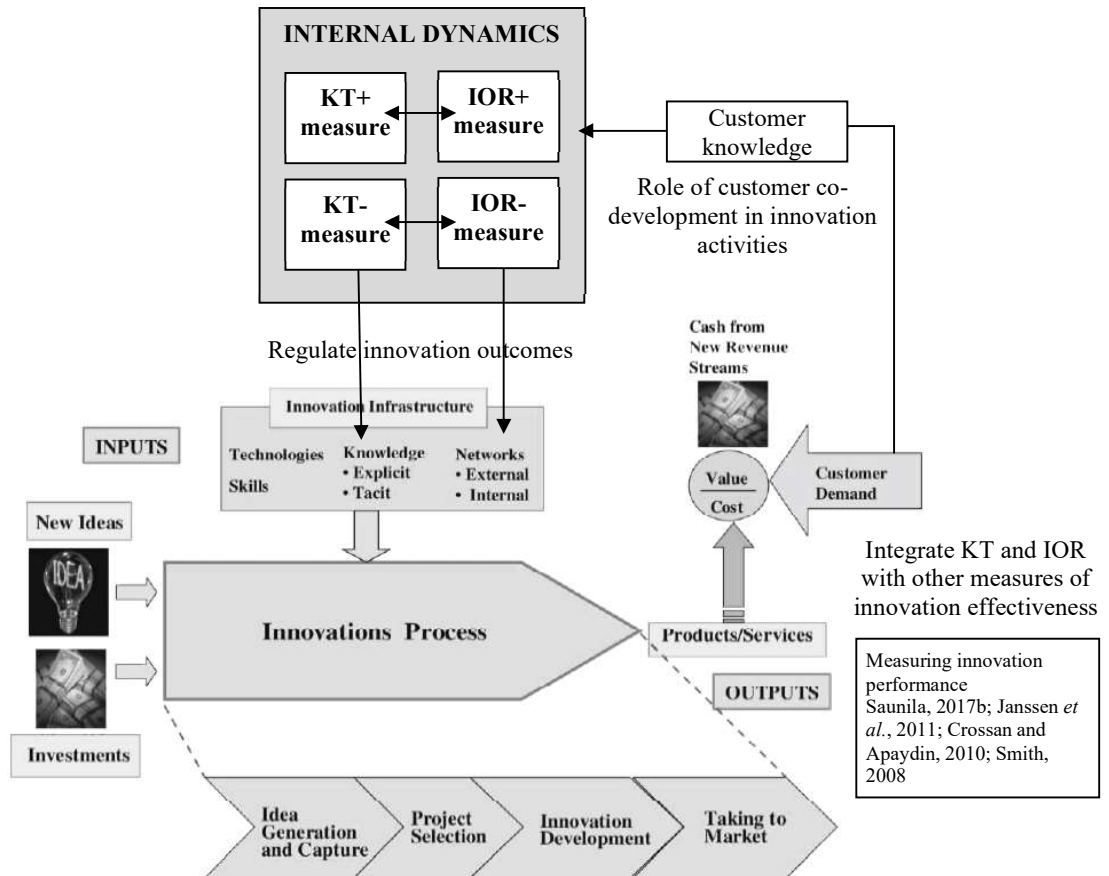 INTERNAL DYNAMICS
KT+
measure
IOR+
measure
KT-
measure
IOR-
measure
Customer
knowledge
Role of customer co-
development in innovation
activities
Regulate innovation outcomes
Cash from
New Revenue
Streams
Innovation Infrastructure
INPUTS
Technologies
Skills
Knowledge
• Explicit
• Tacit
Networks
• External
• Internal
Value
Cost
Customer
Demand
New Ideas
IDEA
Innovations Process
Products/Services
Integrate KT and IOR
with other measures of
innovation effectiveness
OUTPUTS
Measuring innovation
performance
Saunila, 2017b; Janssen et
al., 2011; Crossan and
Apaydin, 2010; Smith,
2008
Investments
Idea
Generation
and Capture
Project
Selection
Innovation
Development
Taking to
Market